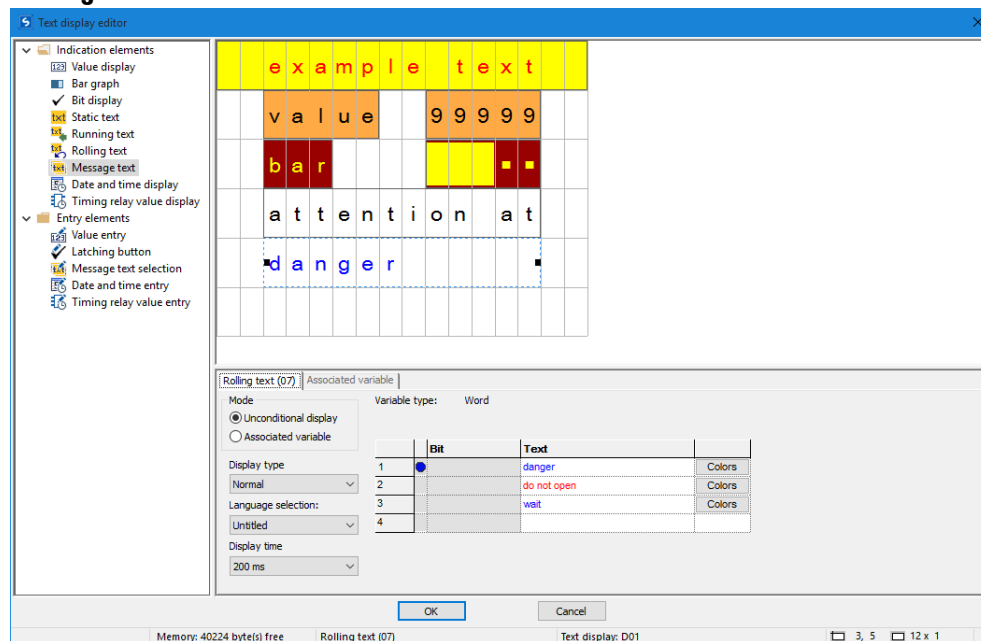 Text display editor
Indication elements
Value display
Bar graph
Bit display
Static text
Running text
Rolling text
Message text
Date and time display
Timing relay value display
Entry elements
Value entry
Latching button
Message text selection
Date and time entry
Timing relay value entry
example text
value 99999
bar
attention at
danger
Rolling text (07) Associated variable
Mode
Unconditional display
Associated variable
Variable type: Word
Display type
Normal
Language selection:
Untitled
Display time
200 ms
Bit Text
1 danger Colors
2 do not open Colors
3 wait Colors
4
OK Cancel
Memory: 40224 byte(s) free Rolling text (07) Text display: D01 3, 5 12 x 1